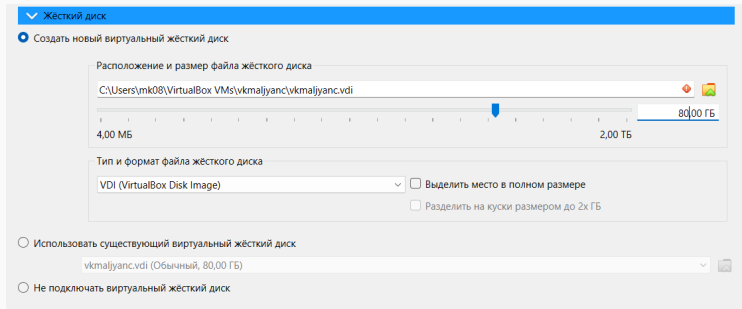 Жёсткий диск
Создать новый виртуальный жёсткий диск
Расположение и размер файла жёсткого диска
C:\Users\mk08\VirtualBox VMs\vkmaljyanc\vkmaljyanc.vdi
80,00 ГБ
4,00 МБ 2,00 ТБ
Тип и формат файла жёсткого диска
VDI (VirtualBox Disk Image) Выделить место в полном размере
Разделить на куски размером до 2х ГБ
Использовать существующий виртуальный жёсткий диск
vkmaljyanc.vdi (Обычный, 80,00 ГБ)
Не подключать виртуальный жёсткий диск